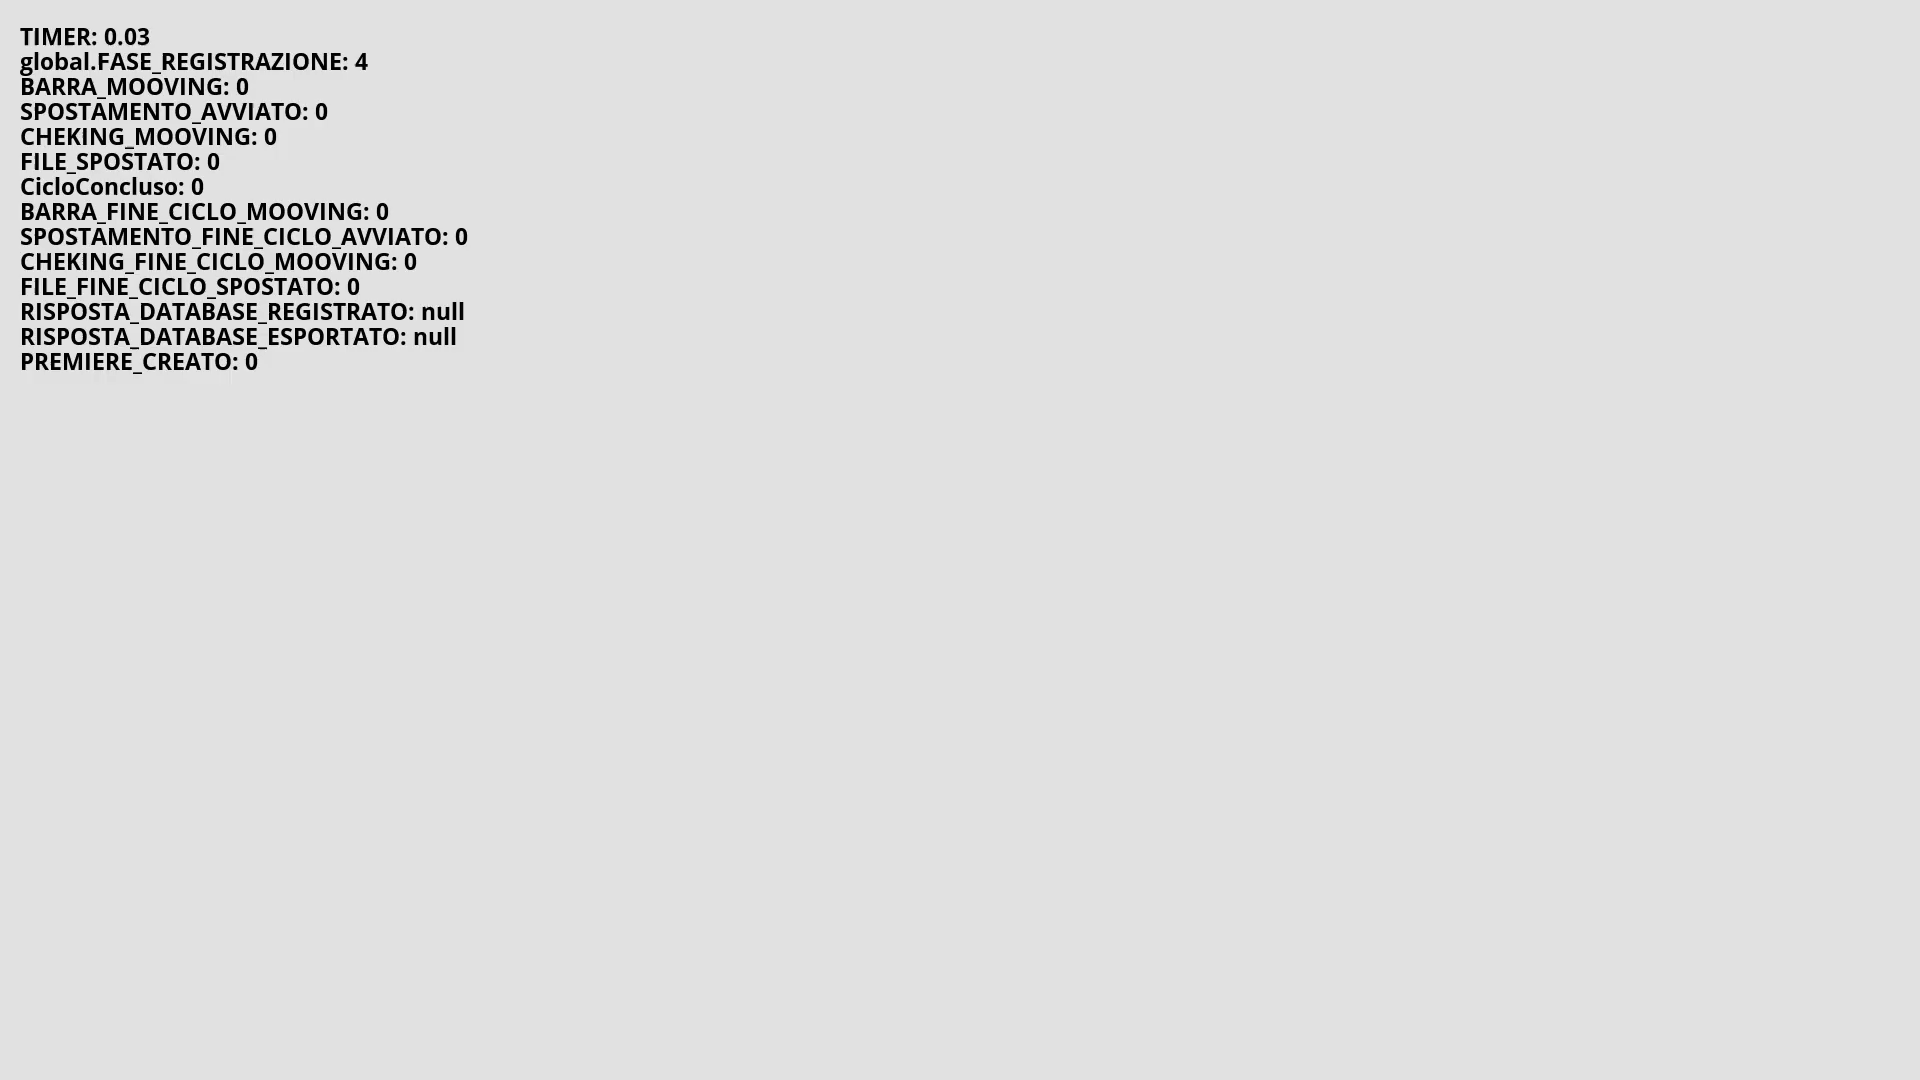 TIMER: 0.03
global.FASE_REGISTRAZIONE: 4
BARRA_MOOVING: 0
SPOSTAMENTO_AVVIATO: 0
CHEKING_MOOVING: 0
FILE_SPOSTATO: 0
CicloConcluso: 0
BARRA_FINE_CICLO_MOOVING: 0
SPOSTAMENTO_FINE_CICLO_AVVIATO: 0
CHEKING_FINE_CICLO_MOOVING: 0
FILE_FINE_CICLO_SPOSTATO: 0
RISPOSTA_DATABASE_REGISTRATO: null
RISPOSTA_DATABASE_ESPORTATO: null
PREMIERE_CREATO: 0